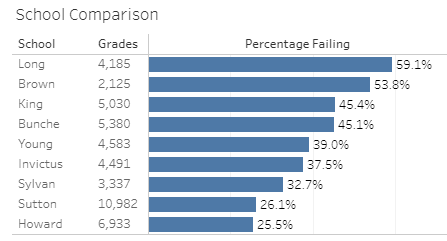 School Comparison
School Grades Percentage Failing
Long 4,185 59.1%
Brown 2,125 53.8%
King 5,030 45.4%
Bunche 5,380 45.1%
Young 4,583 39.0%
Invictus 4,491 37.5%
Sylvan 3,337 32.7%
Sutton 10,982 26.1%
Howard 6,933 25.5%